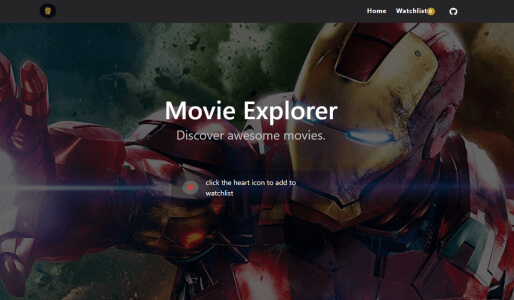 Home Watchlist 0
Movie Explorer
Discover awesome movies.
click the heart icon to add to
watchlist